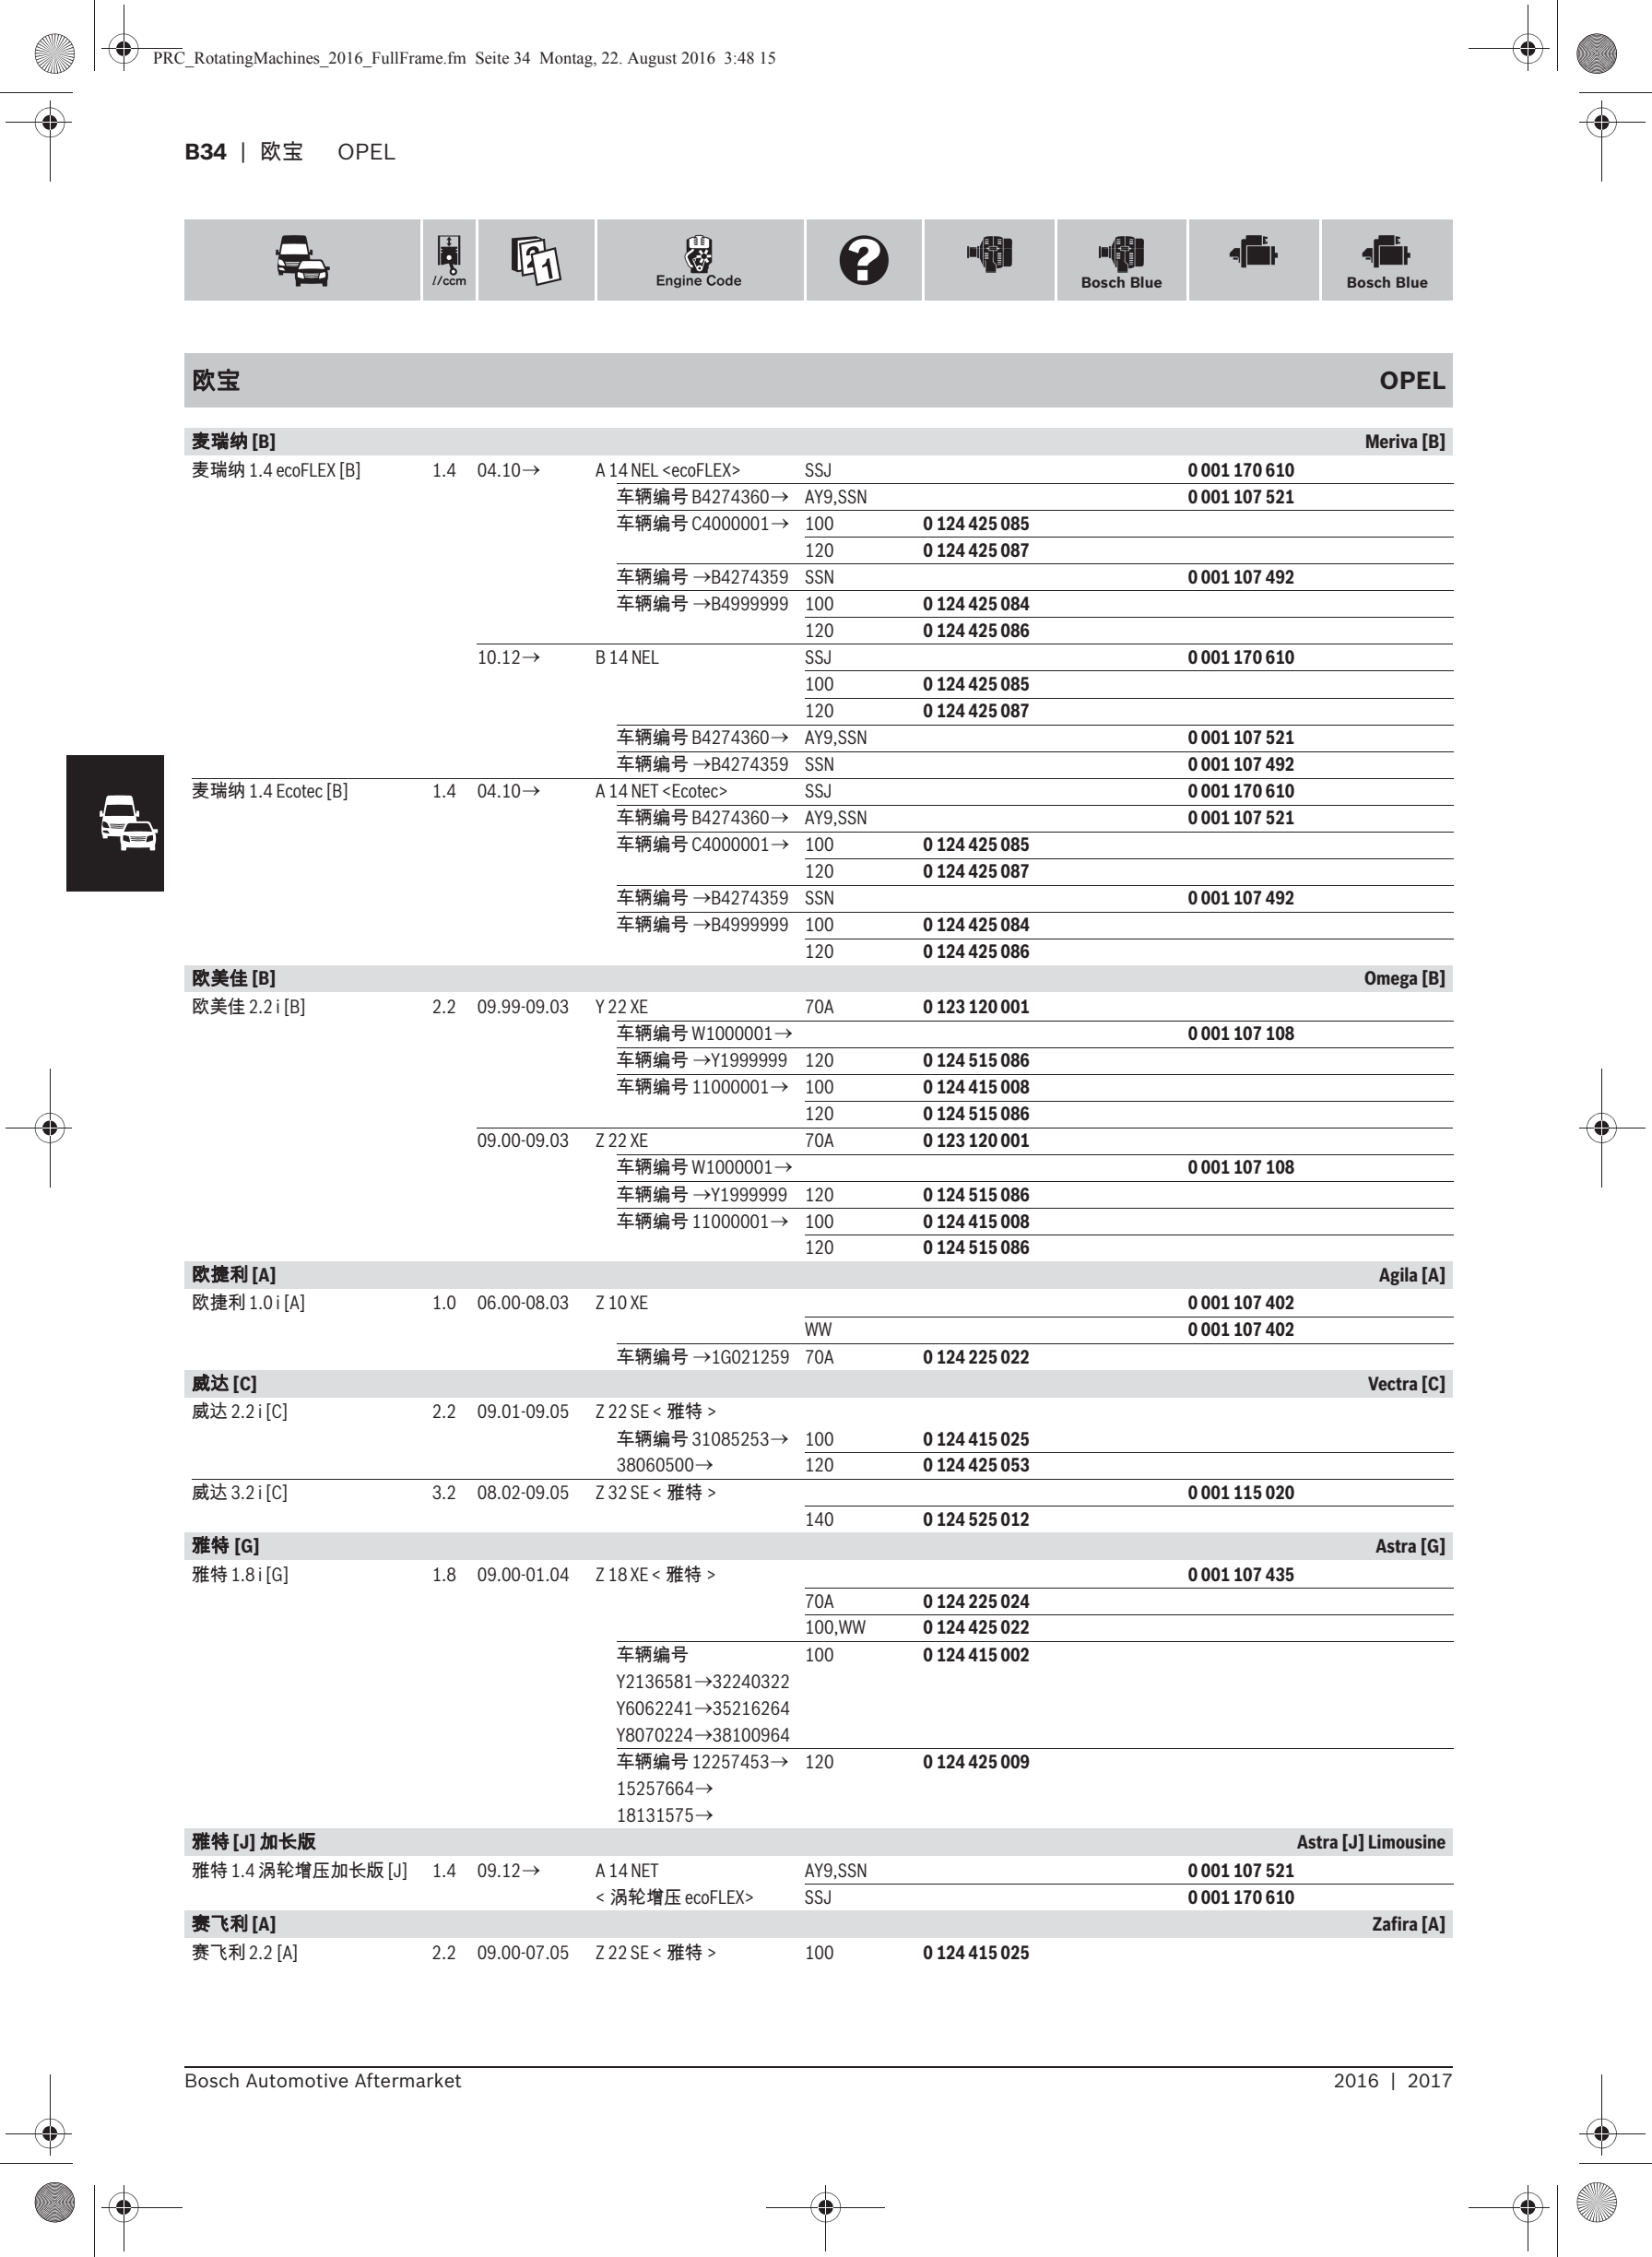 PRC_RotatingMachines_2016_FullFrame.fm Seite 34 Montag, 22. August 2016 3:48 15
B34 | 欧宝 OPEL
l/ccm 21 Engine Code ? Bosch Blue Bosch Blue
欧宝 OPEL
麦瑞纳 [B] Meriva [B]
麦瑞纳 1.4 ecoFLEX [B] 1.4 04.10→ A 14 NEL <ecoFLEX> SSJ 0 001 170 610
车辆编号 B4274360→ AY9,SSN 0 001 107 521
车辆编号 C4000001→ 100 0 124 425 085
120 0 124 425 087
车辆编号 →B4274359 SSN 0 001 107 492
车辆编号 →B4999999 100 0 124 425 084
120 0 124 425 086
10.12→ B 14 NEL SSJ 0 001 170 610
100 0 124 425 085
120 0 124 425 087
车辆编号 B4274360→ AY9,SSN 0 001 107 521
车辆编号 →B4274359 SSN 0 001 107 492
麦瑞纳 1.4 Ecotec [B] 1.4 04.10→ A 14 NET <Ecotec> SSJ 0 001 170 610
车辆编号 B4274360→ AY9,SSN 0 001 107 521
车辆编号 C4000001→ 100 0 124 425 085
120 0 124 425 087
车辆编号 →B4274359 SSN 0 001 107 492
车辆编号 →B4999999 100 0 124 425 084
120 0 124 425 086
欧美佳 [B] Omega [B]
欧美佳 2.2 i [B] 2.2 09.99-09.03 Y 22 XE 70A 0 123 120 001
车辆编号 W1000001→ 0 001 107 108
车辆编号 →Y1999999 120 0 124 515 086
车辆编号 11000001→ 100 0 124 415 008
120 0 124 515 086
09.00-09.03 Z 22 XE 70A 0 123 120 001
车辆编号 W1000001→ 0 001 107 108
车辆编号 →Y1999999 120 0 124 515 086
车辆编号 11000001→ 100 0 124 415 008
120 0 124 515 086
欧捷利 [A] Agila [A]
欧捷利 1.0 i [A] 1.0 06.00-08.03 Z 10 XE 0 001 107 402
WW 0 001 107 402
车辆编号 →1G021259 70A 0 124 225 022
威达 [C] Vectra [C]
威达 2.2 i [C] 2.2 09.01-09.05 Z 22 SE < 雅特 >
车辆编号 31085253→ 100 0 124 415 025
38060500→ 120 0 124 425 053
威达 3.2 i [C] 3.2 08.02-09.05 Z 32 SE < 雅特 > 0 001 115 020
140 0 124 525 012
雅特 [G] Astra [G]
雅特 1.8 i [G] 1.8 09.00-01.04 Z 18 XE < 雅特 > 0 001 107 435
70A 0 124 225 024
100,WW 0 124 425 022
车辆编号 100 0 124 415 002
Y2136581→32240322
Y6062241→35216264
Y8070224→38100964
车辆编号 12257453→ 120 0 124 425 009
15257664→
18131575→
雅特 [J] 加长版 Astra [J] Limousine
雅特 1.4 涡轮增压加长版 [J] 1.4 09.12→ A 14 NET AY9,SSN 0 001 107 521
< 涡轮增压 ecoFLEX> SSJ 0 001 170 610
赛飞利 [A] Zafira [A]
赛飞利 2.2 [A] 2.2 09.00-07.05 Z 22 SE < 雅特 > 100 0 124 415 025
Bosch Automotive Aftermarket 2016 | 2017